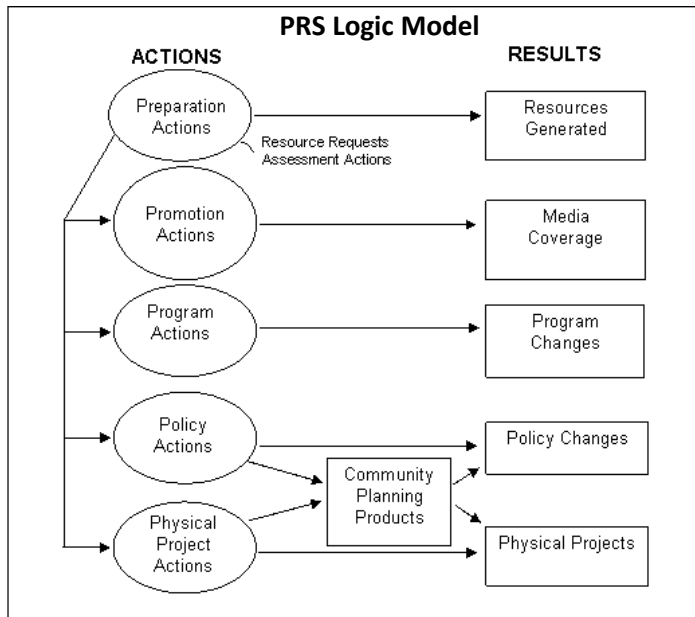 PRS Logic Model
ACTIONS
RESULTS
Preparation
Actions
Resource Requests
Assessment Actions
Resources
Generated
Promotion
Actions
Media
Coverage
Program
Actions
Program
Changes
Policy
Actions
Policy Changes
Community
Planning
Products
Physical
Project
Actions
Physical Projects